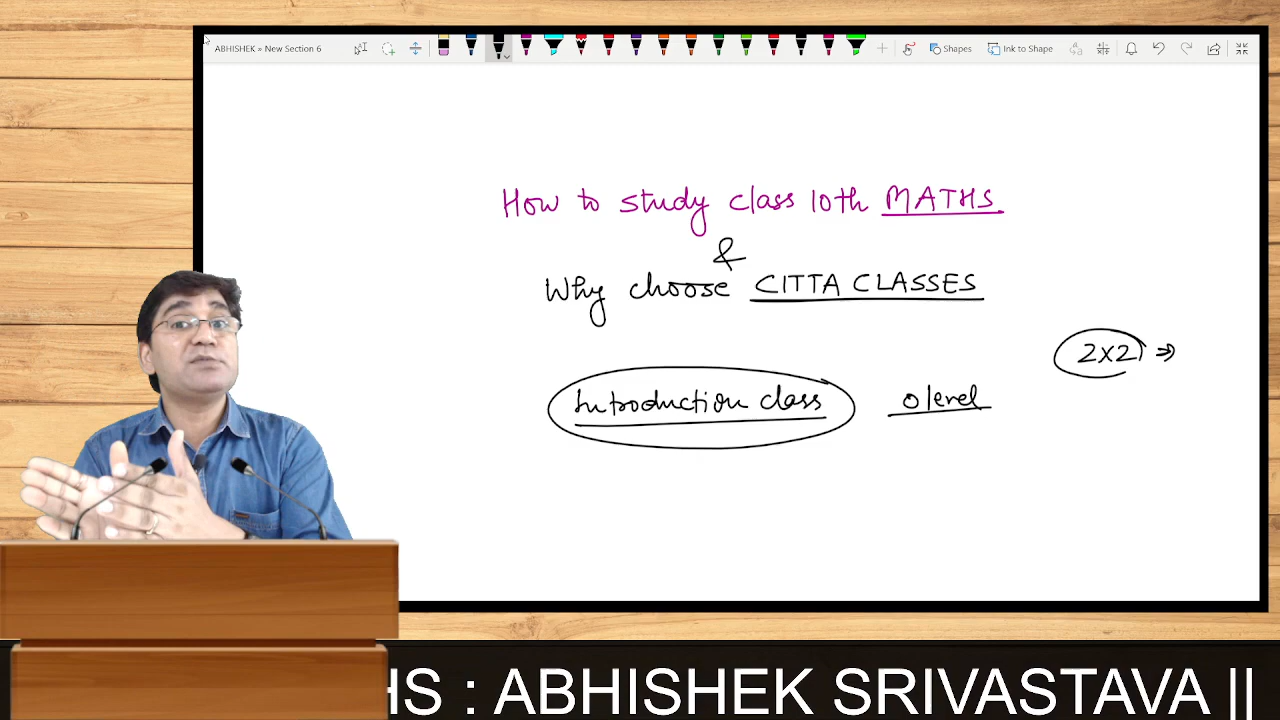 ABHISHEK » New Section 6
Shapes
Ink to Shape
How to study class 10th MATHS
&
Why choose CITTA CLASSES
2x2 ⇒
Introduction class
0 level
HS : ABHISHEK SRIVASTAVA ||